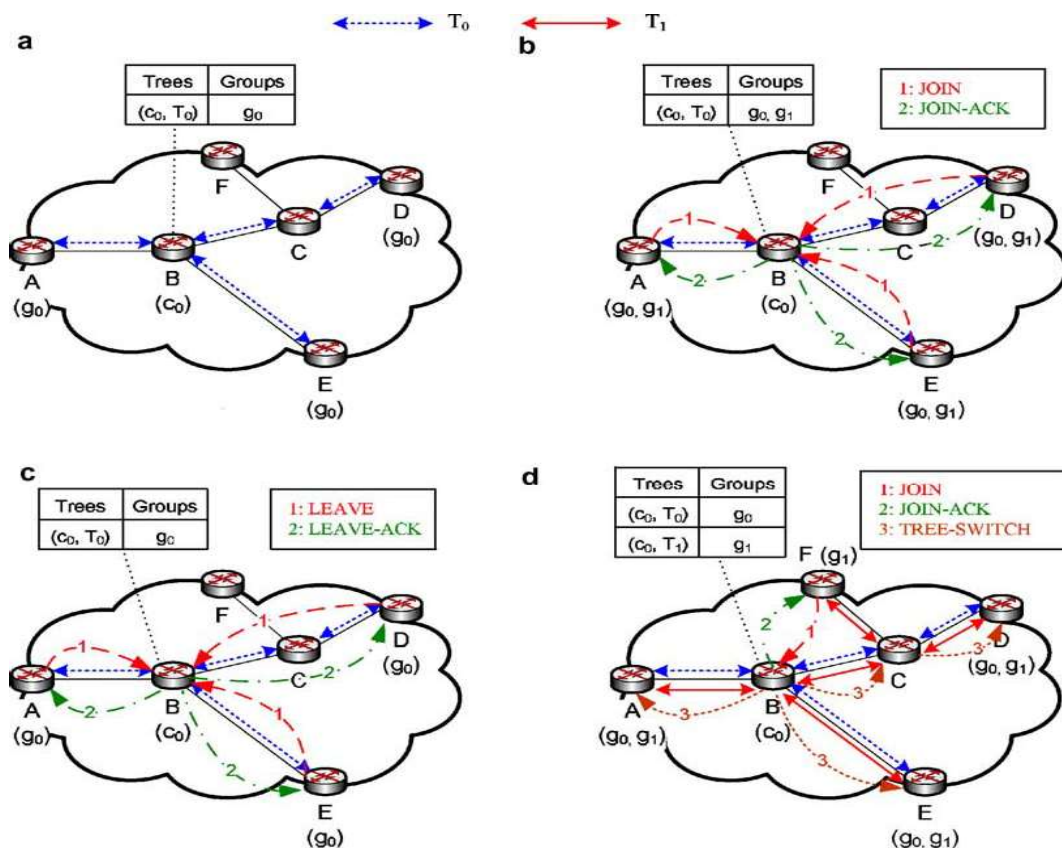 T₀ T₁
a
Trees Groups
(c₀, T₀) g₀
F
D
(g₀)
C
A
(g₀)
B
(c₀)
E
(g₀)
b
Trees Groups
(c₀, T₀) g₀, g₁
1: JOIN
2: JOIN-ACK
F
1
D
(g₀, g₁)
C
1
2
A
(g₀, g₁)
2
B
(c₀)
1
2
E
(g₀, g₁)
c
Trees Groups
(c₀, T₀) g₀
1: LEAVE
2: LEAVE-ACK
F
1
D
(g₀)
C
1
2
A
(g₀)
2
B
(c₀)
1
2
E
(g₀)
d
Trees Groups
(c₀, T₀) g₀
(c₀, T₁) g₁
1: JOIN
2: JOIN-ACK
3: TREE-SWITCH
F (g₁)
2
1
D
(g₀, g₁)
3
C
3
A
(g₀, g₁)
3
B
(c₀)
3
E
(g₀, g₁)